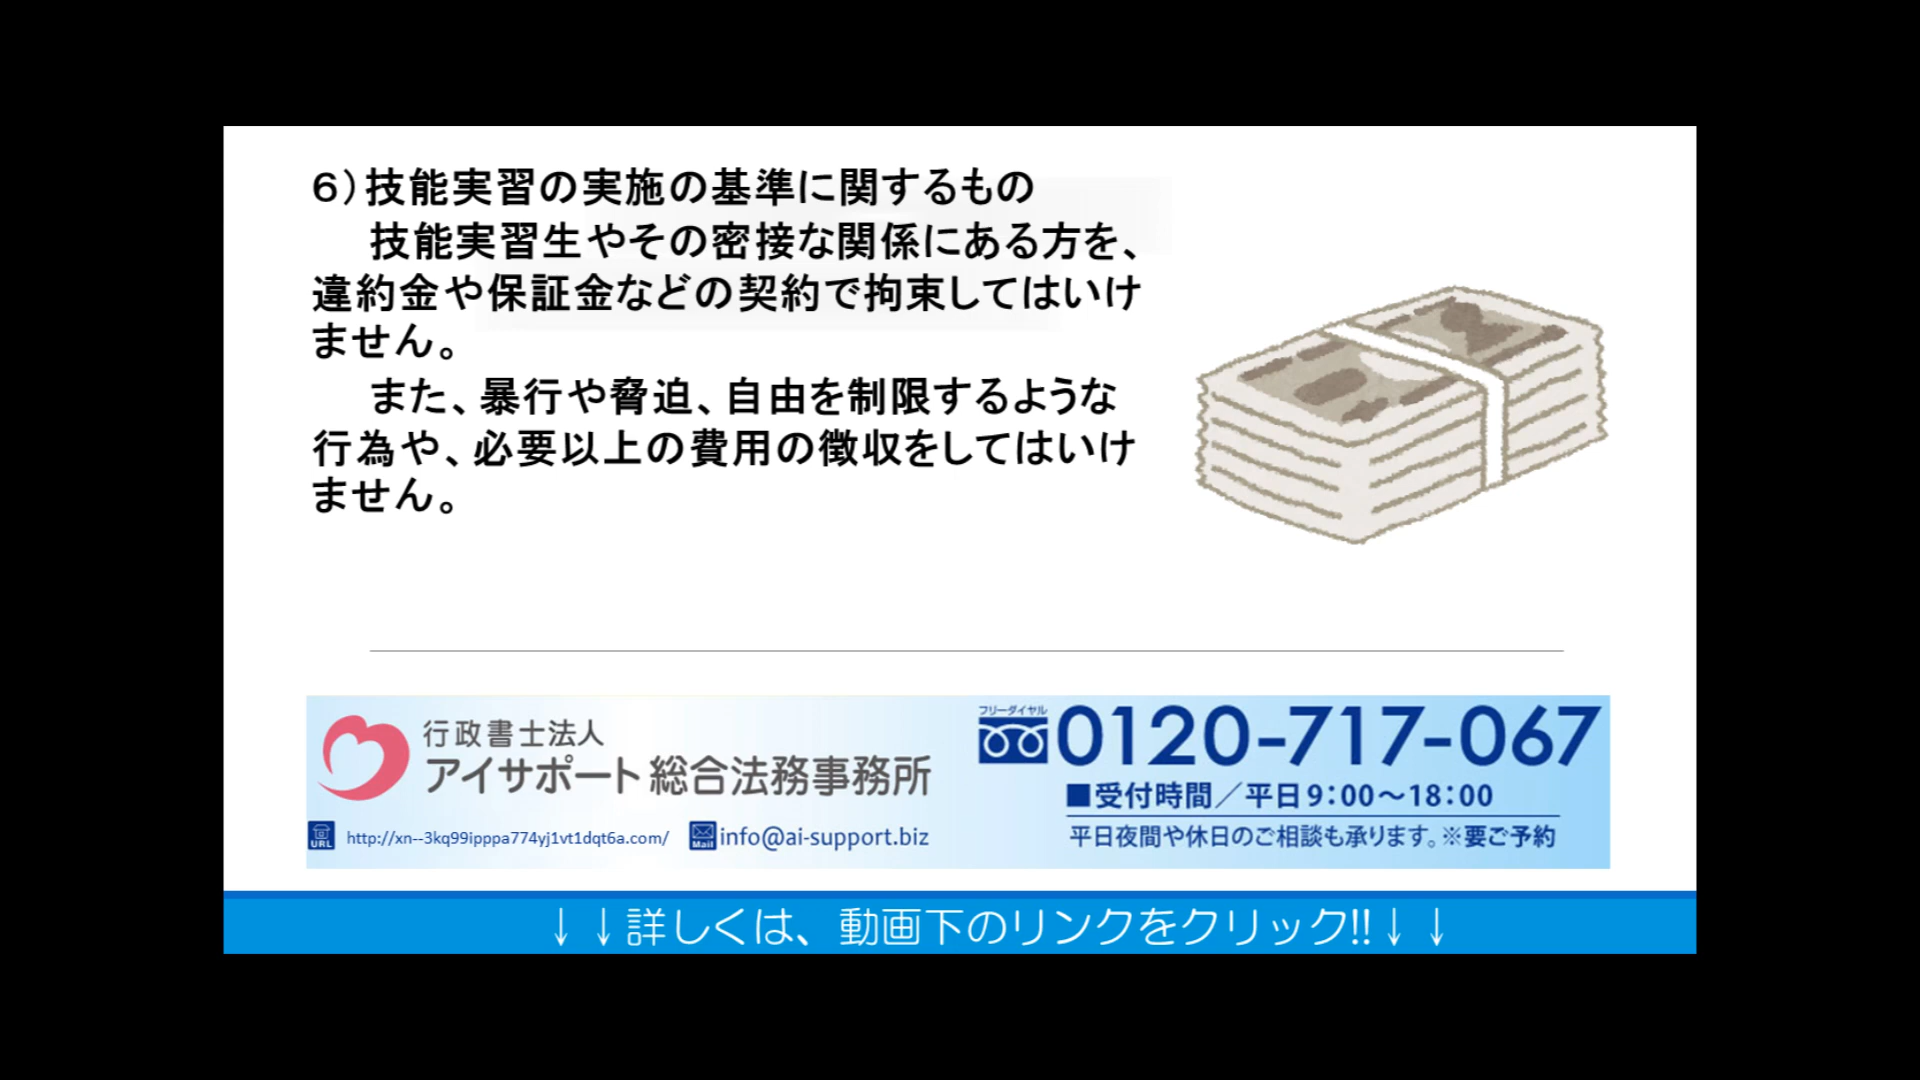 ６）技能実習の実施の基準に関するもの
技能実習生やその密接な関係にある方を、
違約金や保証金などの契約で拘束してはいけ
ません。
また、暴行や脅迫、自由を制限するような
行為や、必要以上の費用の徴収をしてはいけ
ません。
行政書士法人
アイサポート総合法務事務所
URL http://xn--3kq99ipppa774yj1vt1dqt6a.com/ Mail info@ai-support.biz
フリーダイヤル
0120-717-067
■受付時間／平日9：00～18：00
平日夜間や休日のご相談も承ります。※要ご予約
↓↓詳しくは、動画下のリンクをクリック!!↓↓